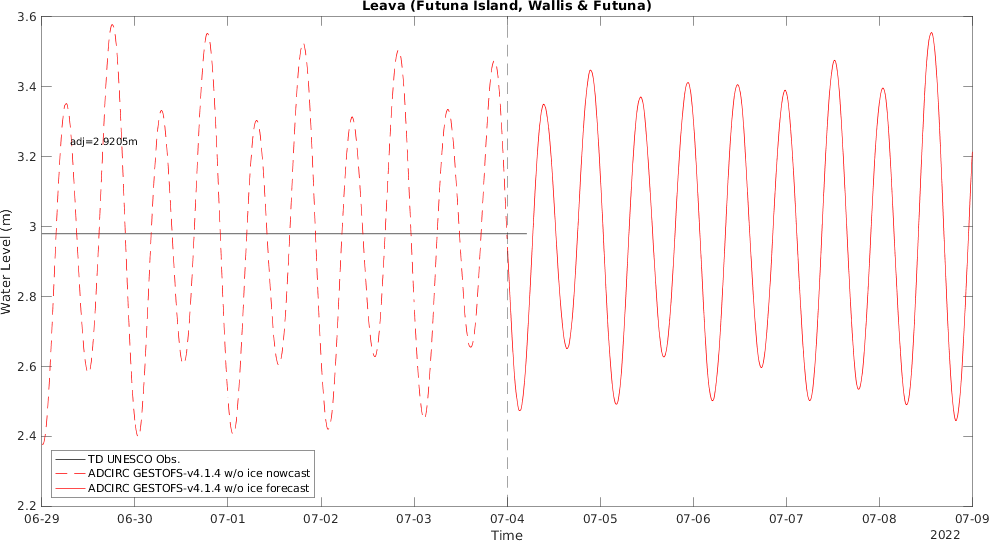 Leava (Futuna Island, Wallis & Futuna)
3.6
3.4
3.2
3
2.8
2.6
2.4
2.2
Water Level (m)
adj=2.9205m
TD UNESCO Obs.
ADCIRC GESTOFS-v4.1.4 w/o ice nowcast
ADCIRC GESTOFS-v4.1.4 w/o ice forecast
06-29 06-30 07-01 07-02 07-03 07-04 07-05 07-06 07-07 07-08 07-09
Time
2022